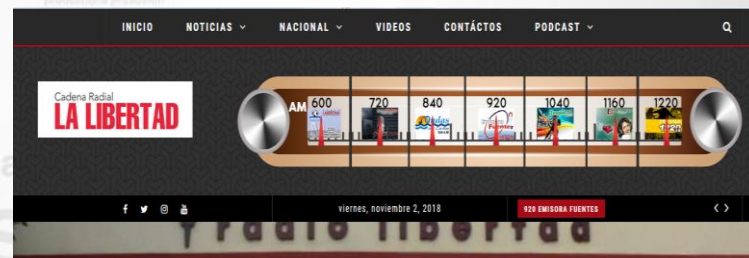 INICIO NOTICIAS NACIONAL VIDEOS CONTÁCTOS PODCAST
Cadena Radial
LA LIBERTAD
AM 600 720 840 920 1040 1160 1220
Fuentes
viernes, noviembre 2, 2018 920 EMISORA FUENTES
y radio libertad